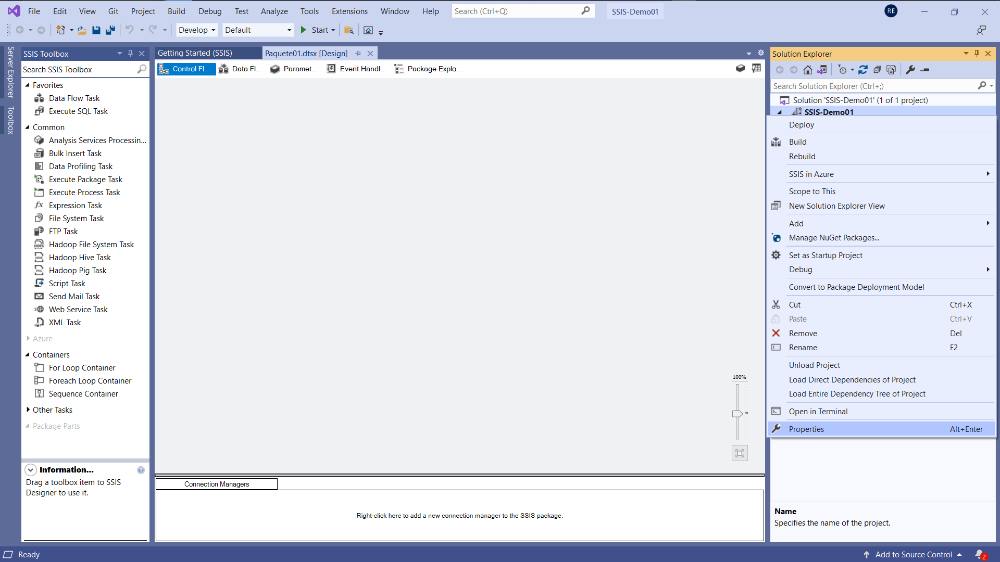 File Edit View Git Project Build Debug Test Analyze Tools Extensions Window Help Search (Ctrl+Q) SSIS-Demo01 RE
Develop Default Start
Server Explorer
Toolbox
SSIS Toolbox
Search SSIS Toolbox
Favorites
Data Flow Task
Execute SQL Task
Common
Analysis Services Processin...
Bulk Insert Task
Data Profiling Task
Execute Package Task
Execute Process Task
Expression Task
File System Task
FTP Task
Hadoop File System Task
Hadoop Hive Task
Hadoop Pig Task
Script Task
Send Mail Task
Web Service Task
XML Task
Azure
Containers
For Loop Container
Foreach Loop Container
Sequence Container
Other Tasks
Package Parts
Information...
Drag a toolbox item to SSIS
Designer to use it.
Getting Started (SSIS) Paquete01.dtsx [Design]
Control Fl... Data Fl... Paramet... Event Handl... Package Explo...
100%
Connection Managers
Right-click here to add a new connection manager to the SSIS package.
Solution Explorer
Search Solution Explorer (Ctrl+;)
Solution 'SSIS-Demo01' (1 of 1 project)
SSIS-Demo01
Deploy
Build
Rebuild
SSIS in Azure
Scope to This
New Solution Explorer View
Add
Manage NuGet Packages...
Set as Startup Project
Debug
Convert to Package Deployment Model
Cut Ctrl+X
Paste Ctrl+V
Remove Del
Rename F2
Unload Project
Load Direct Dependencies of Project
Load Entire Dependency Tree of Project
Open in Terminal
Properties Alt+Enter
Name
Specifies the name of the project.
Ready Add to Source Control 2